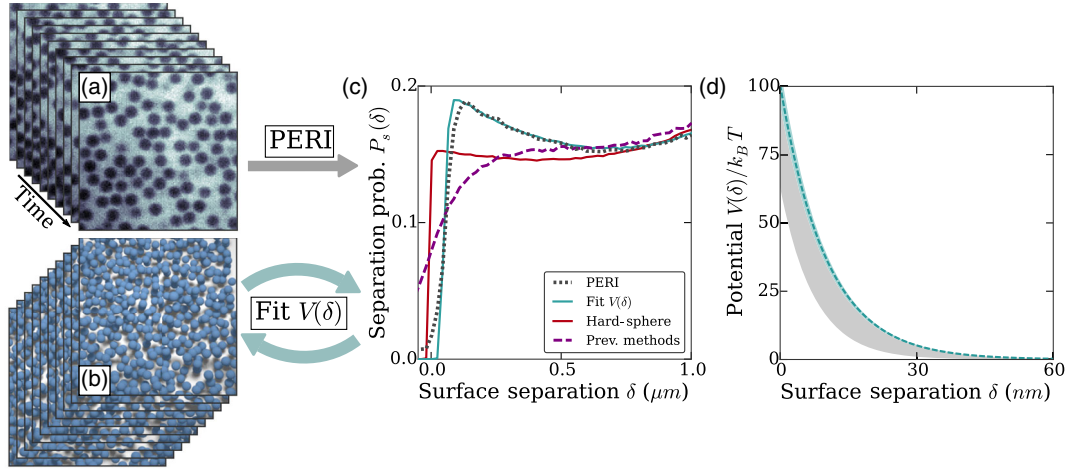 (a)
PERI
Time
Fit V(δ)
(b)
(c)
Separation prob. P_s(δ)
0.2
0.1
0.0
0.0
0.5
1.0
Surface separation δ (μm)
PERI
Fit V(δ)
Hard-sphere
Prev. methods
(d)
Potential V(δ)/k_BT
100
75
50
25
0
0
30
60
Surface separation δ (nm)